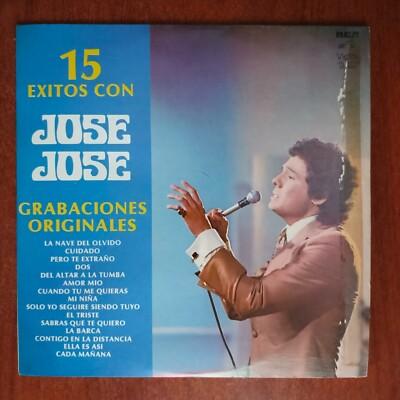 15
EXITOS CON
JOSE
JOSE
GRABACIONES
ORIGINALES
LA NAVE DEL OLVIDO
CUIDADO
PERO TE EXTRAÑO
DOS
DEL ALTAR A LA TUMBA
AMOR MIO
CUANDO TU ME QUIERAS
MI NIÑA
SOLO YO SEGUIRE SIENDO TUYO
EL TRISTE
SABRAS QUE TE QUIERO
LA BARCA
CONTIGO EN LA DISTANCIA
ELLA ES ASI
CADA MAÑANA
RCA